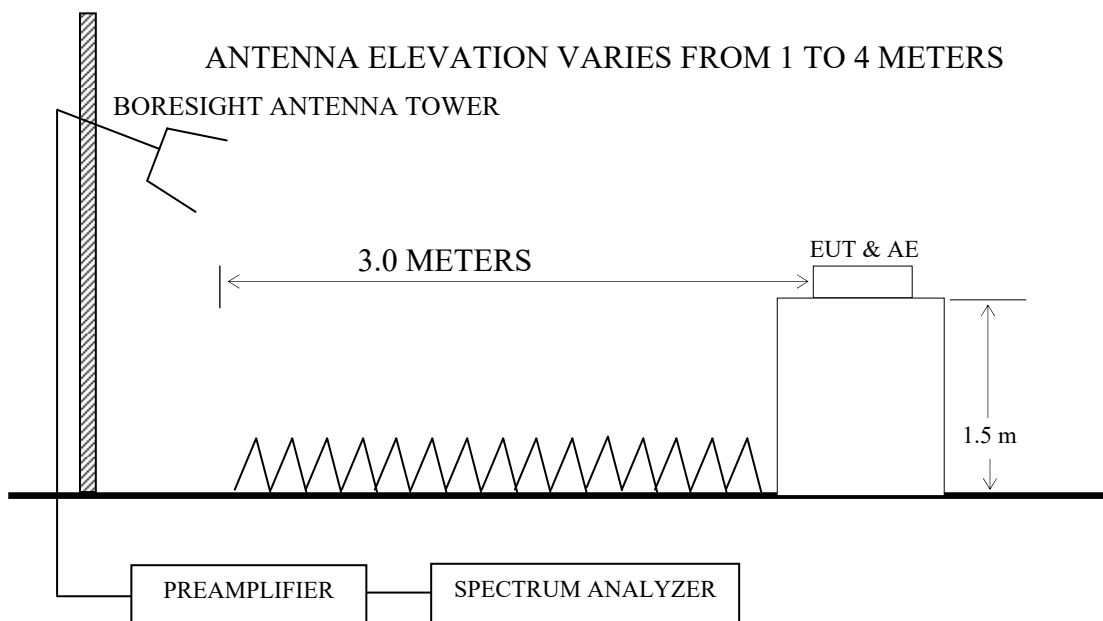 ANTENNA ELEVATION VARIES FROM 1 TO 4 METERS
BORESIGHT ANTENNA TOWER
EUT & AE
3.0 METERS
1.5 m
PREAMPLIFIER
SPECTRUM ANALYZER